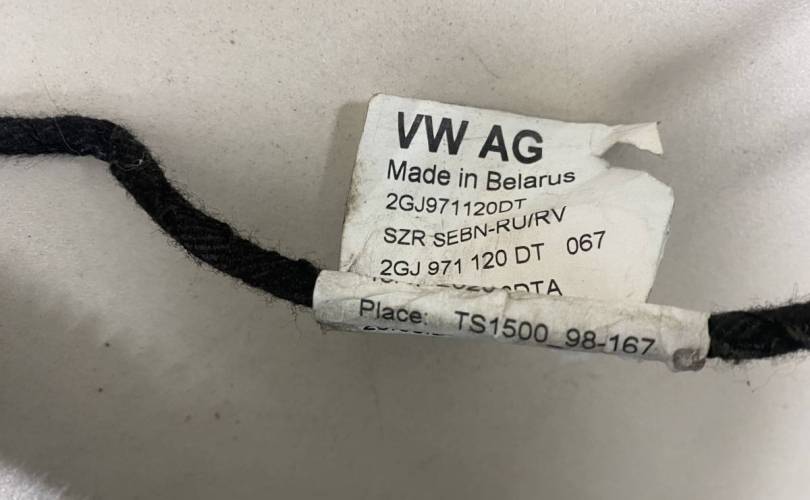 VW AG
Made in Belarus
2GJ971120DT
SZR SEBN-RU/RV
2GJ 971 120 DT 067
Place: TS1500_98-167